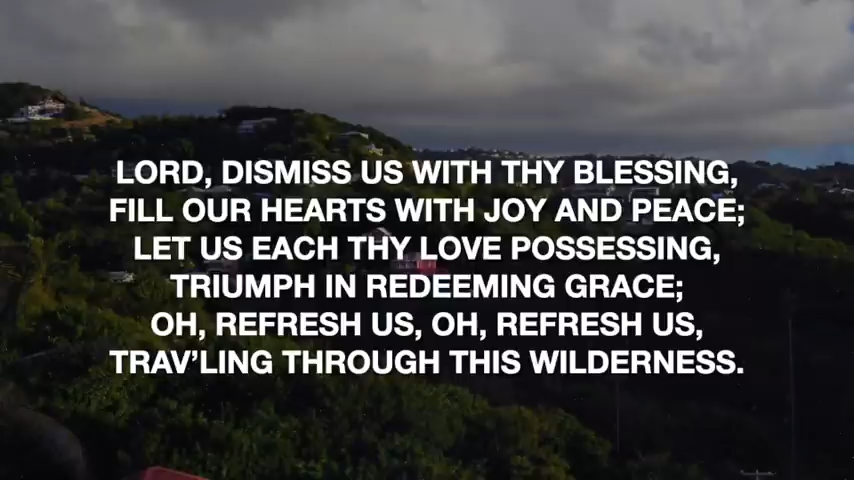 LORD, DISMISS US WITH THY BLESSING,
FILL OUR HEARTS WITH JOY AND PEACE;
LET US EACH THY LOVE POSSESSING,
TRIUMPH IN REDEEMING GRACE;
OH, REFRESH US, OH, REFRESH US,
TRAV’LING THROUGH THIS WILDERNESS.